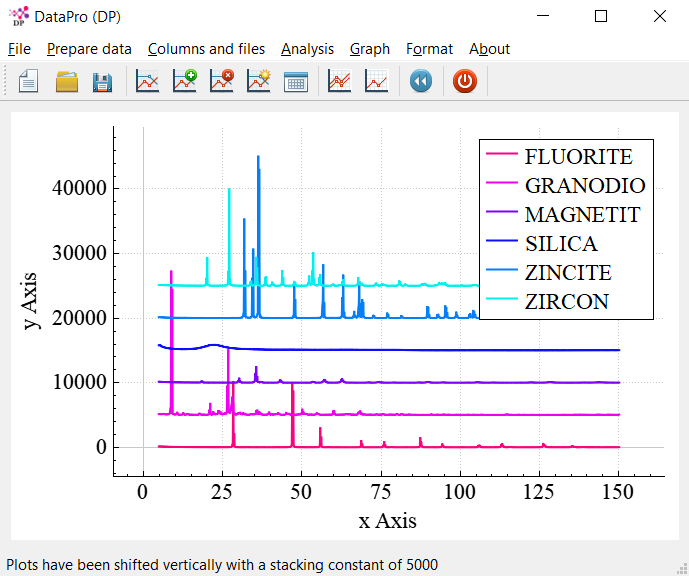 DataPro (DP)
File Prepare data Columns and files Analysis Graph Format About
FLUORITE
GRANODIO
MAGNETIT
SILICA
ZINCITE
ZIRCON
y Axis
40000
30000
20000
10000
0
0 25 50 75 100 125 150
x Axis
Plots have been shifted vertically with a stacking constant of 5000